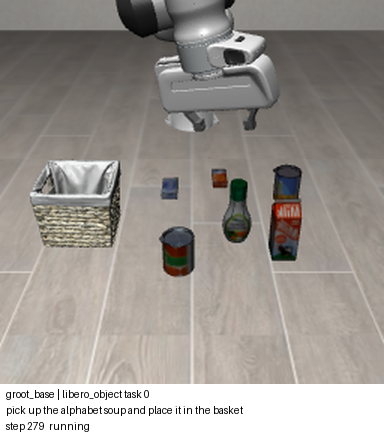 groot_base | libero_object task 0
pick up the alphabet soup and place it in the basket
step 279 running